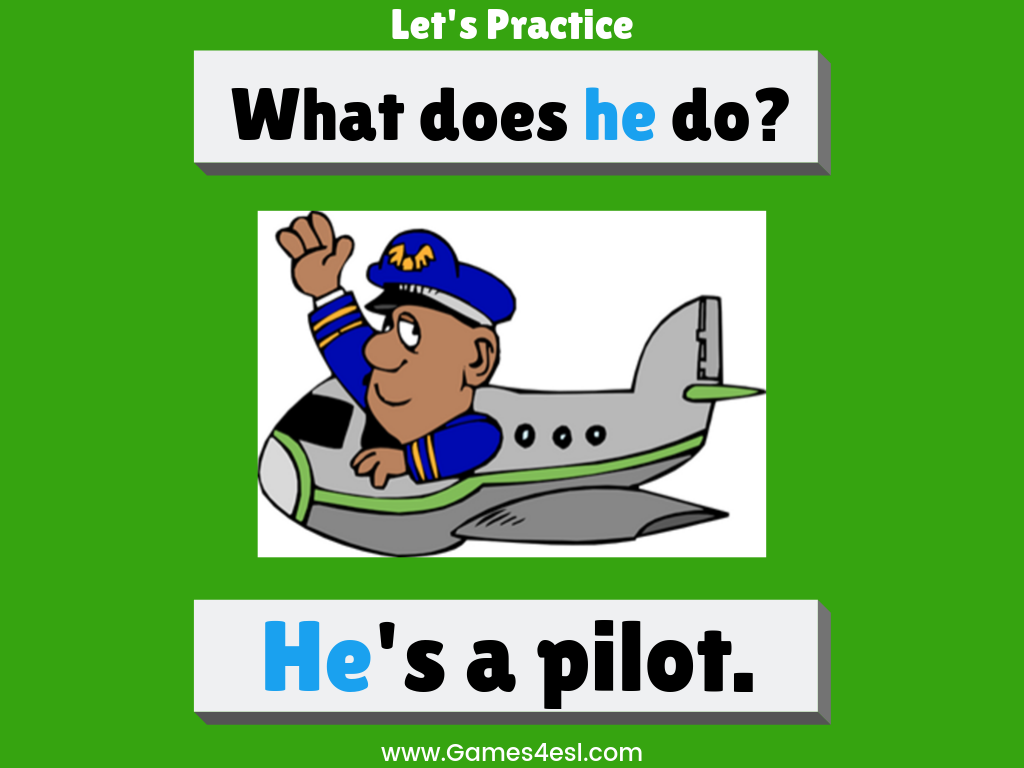 Let's Practice
What does he do?
He's a pilot.
www.Games4esl.com